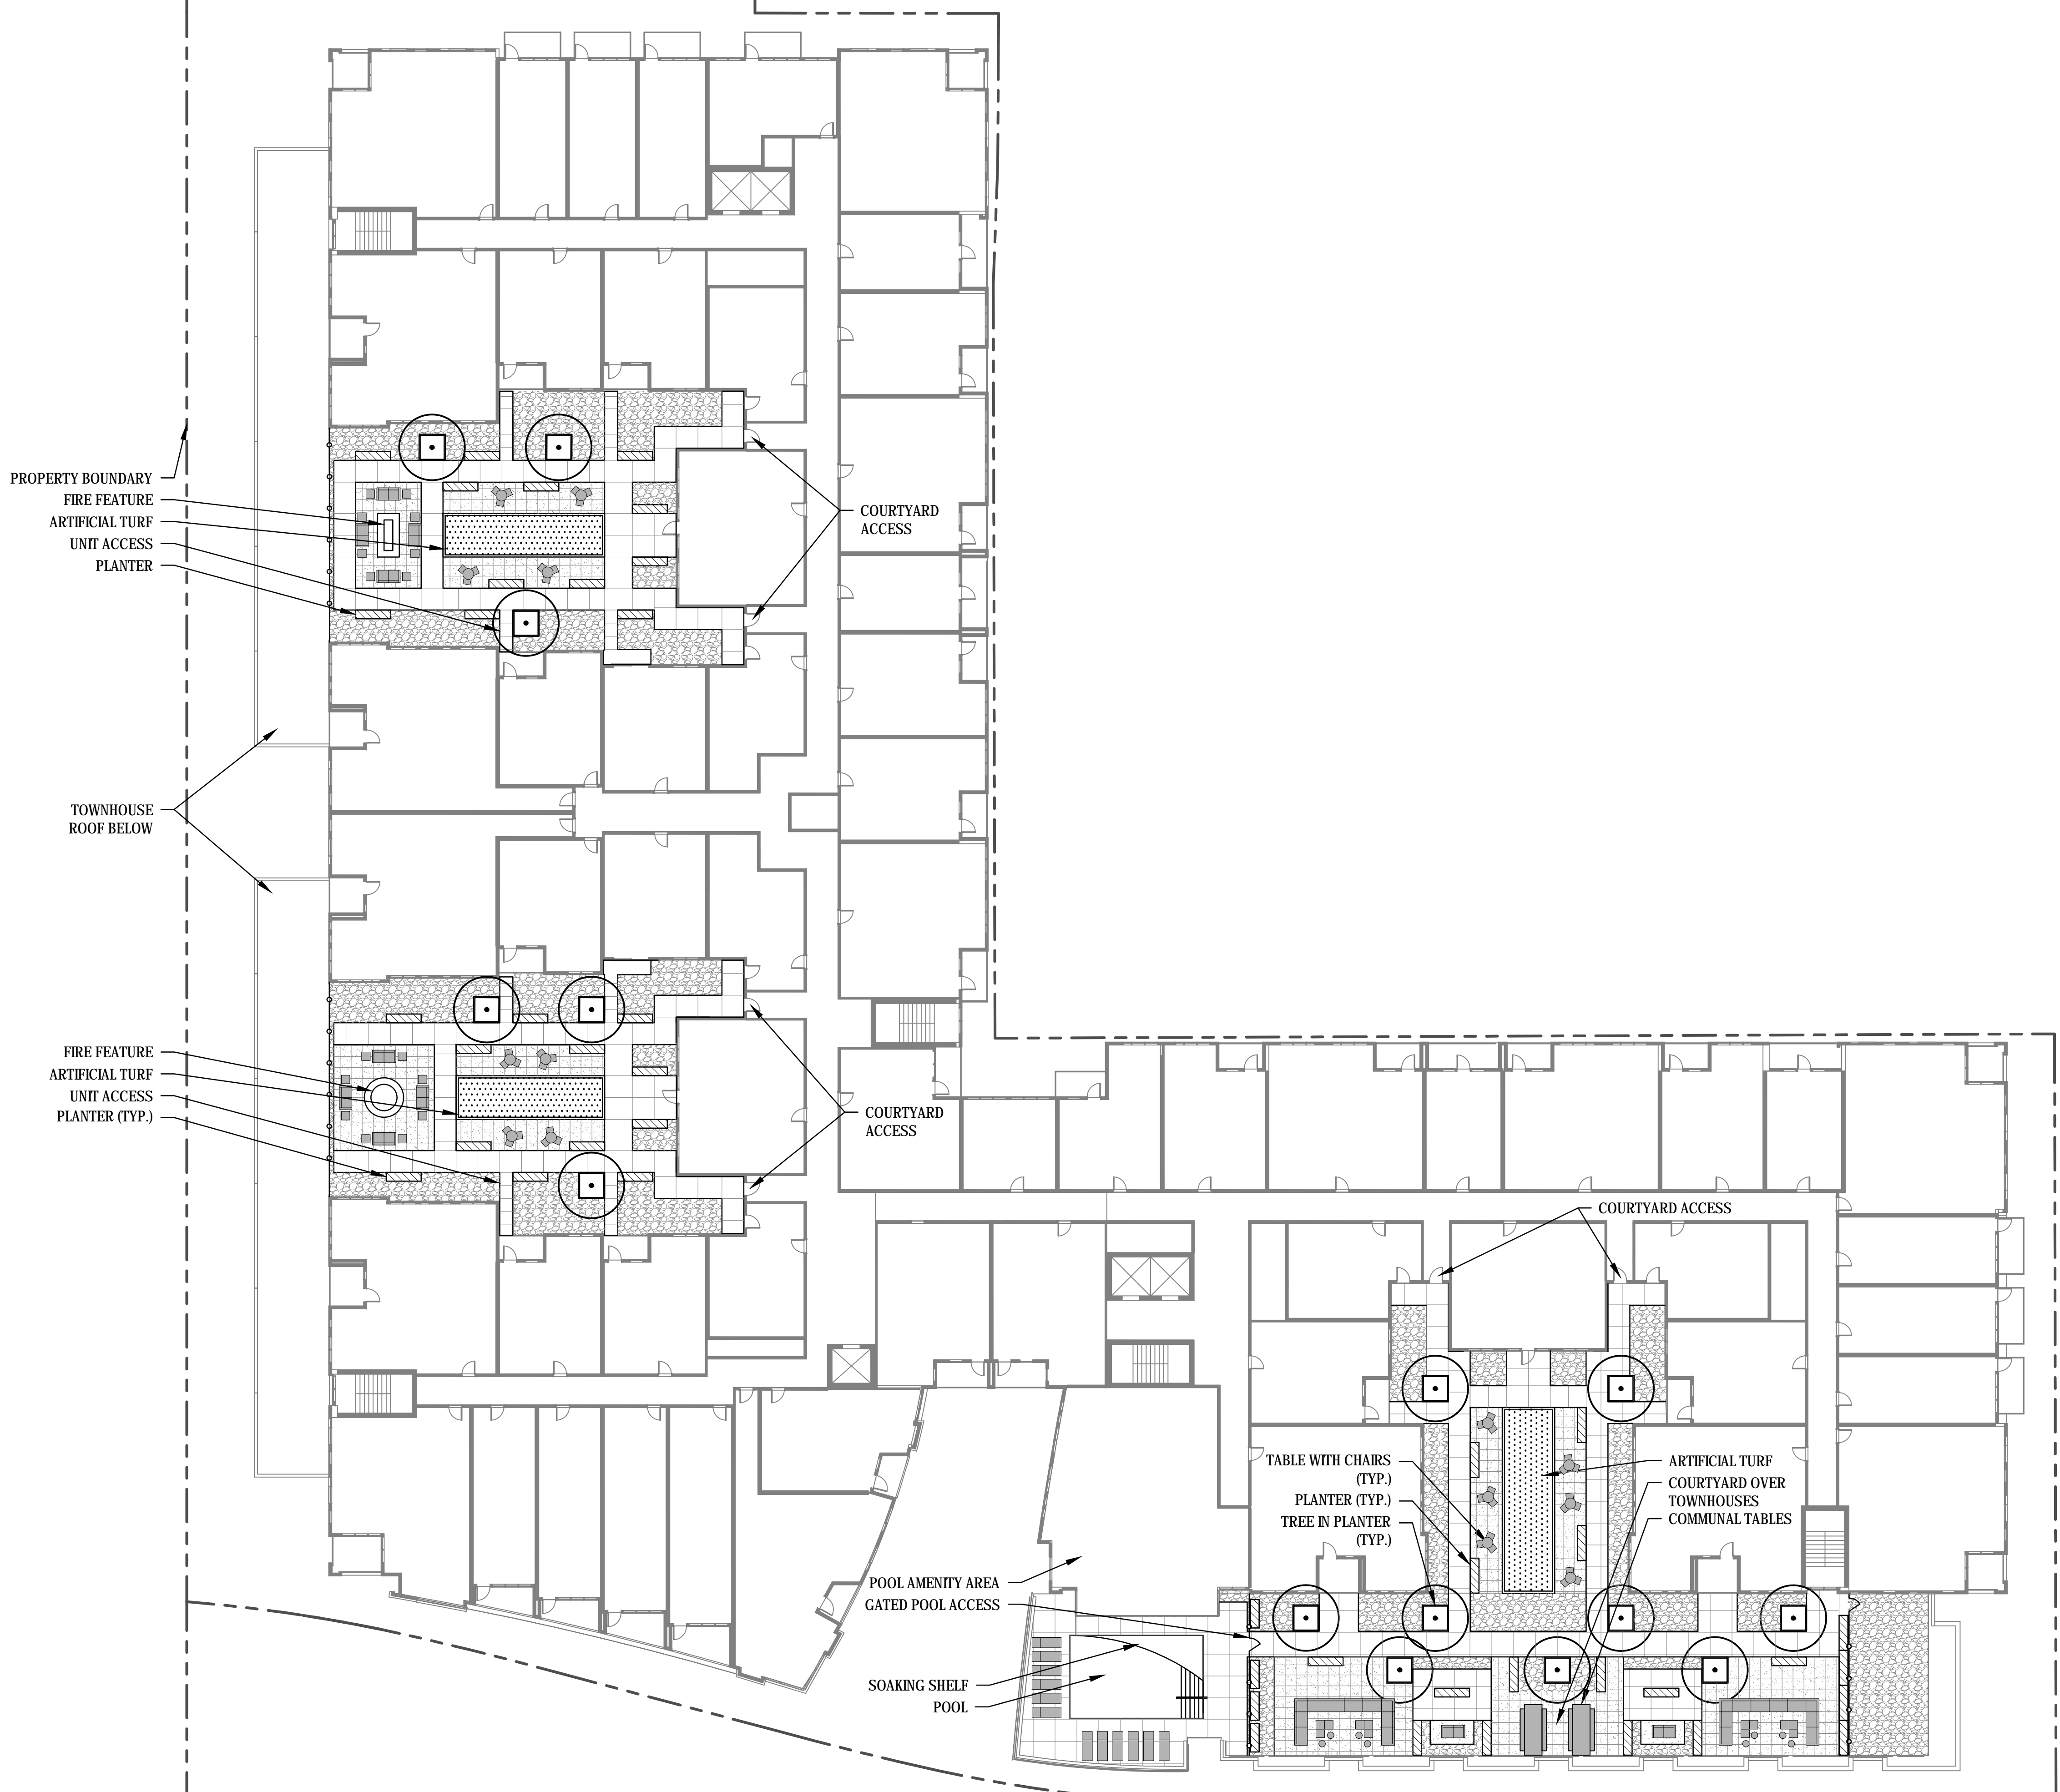 PROPERTY BOUNDARY
FIRE FEATURE
ARTIFICIAL TURF
UNIT ACCESS
PLANTER
COURTYARD
ACCESS
TOWNHOUSE
ROOF BELOW
FIRE FEATURE
ARTIFICIAL TURF
UNIT ACCESS
PLANTER (TYP.)
COURTYARD
ACCESS
COURTYARD ACCESS
TABLE WITH CHAIRS
(TYP.)
PLANTER (TYP.)
TREE IN PLANTER
(TYP.)
ARTIFICIAL TURF
COURTYARD OVER
TOWNHOUSES
COMMUNAL TABLES
POOL AMENITY AREA
GATED POOL ACCESS
SOAKING SHELF
POOL